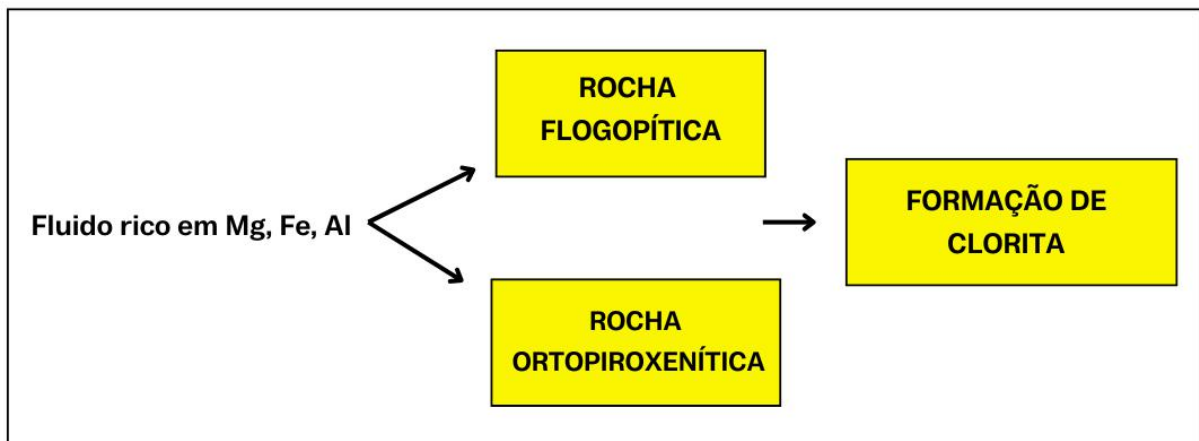 ROCHA
FLOGOPÍTICA
Fluido rico em Mg, Fe, Al
FORMAÇÃO DE
CLORITA
ROCHA
ORTOPIROXENÍTICA